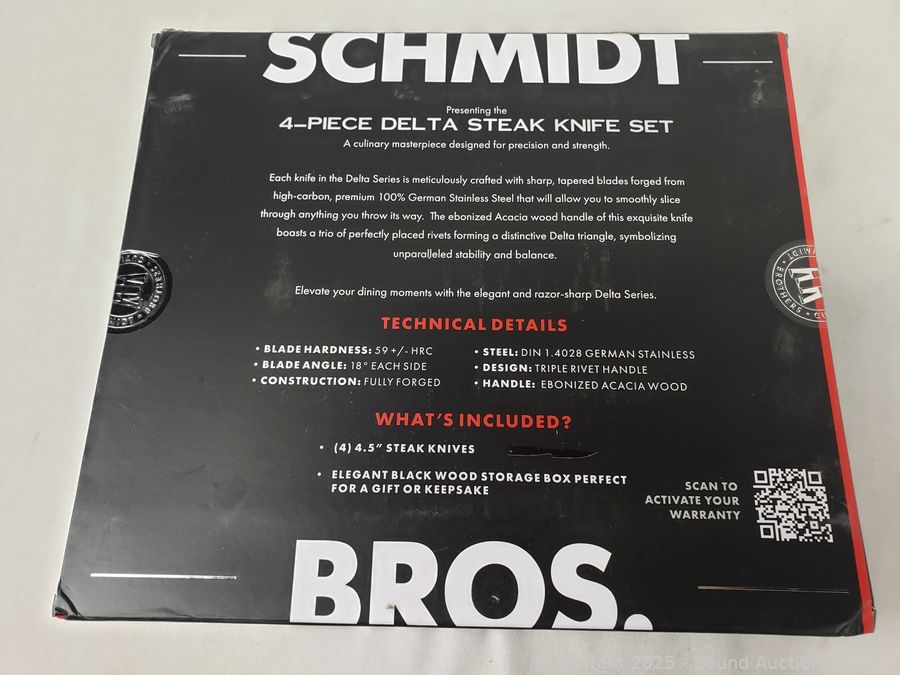 SCHMIDT
Presenting the
4-PIECE DELTA STEAK KNIFE SET
A culinary masterpiece designed for precision and strength.
Each knife in the Delta Series is meticulously crafted with sharp, tapered blades forged from
high-carbon, premium 100% German Stainless Steel that will allow you to smoothly slice
through anything you throw its way. The ebonized Acacia wood handle of this exquisite knife
boasts a trio of perfectly placed rivets forming a distinctive Delta triangle, symbolizing
unparalleled stability and balance.
Elevate your dining moments with the elegant and razor-sharp Delta Series.
TECHNICAL DETAILS
• BLADE HARDNESS: 59 +/- HRC
• BLADE ANGLE: 18° EACH SIDE
• CONSTRUCTION: FULLY FORGED
• STEEL: DIN 1.4028 GERMAN STAINLESS
• DESIGN: TRIPLE RIVET HANDLE
• HANDLE: EBONIZED ACACIA WOOD
WHAT'S INCLUDED?
• (4) 4.5" STEAK KNIVES
• ELEGANT BLACK WOOD STORAGE BOX PERFECT
FOR A GIFT OR KEEPSAKE
SCAN TO
ACTIVATE YOUR
WARRANTY
BROTHERS
BROS.
2025 - Sound Auction